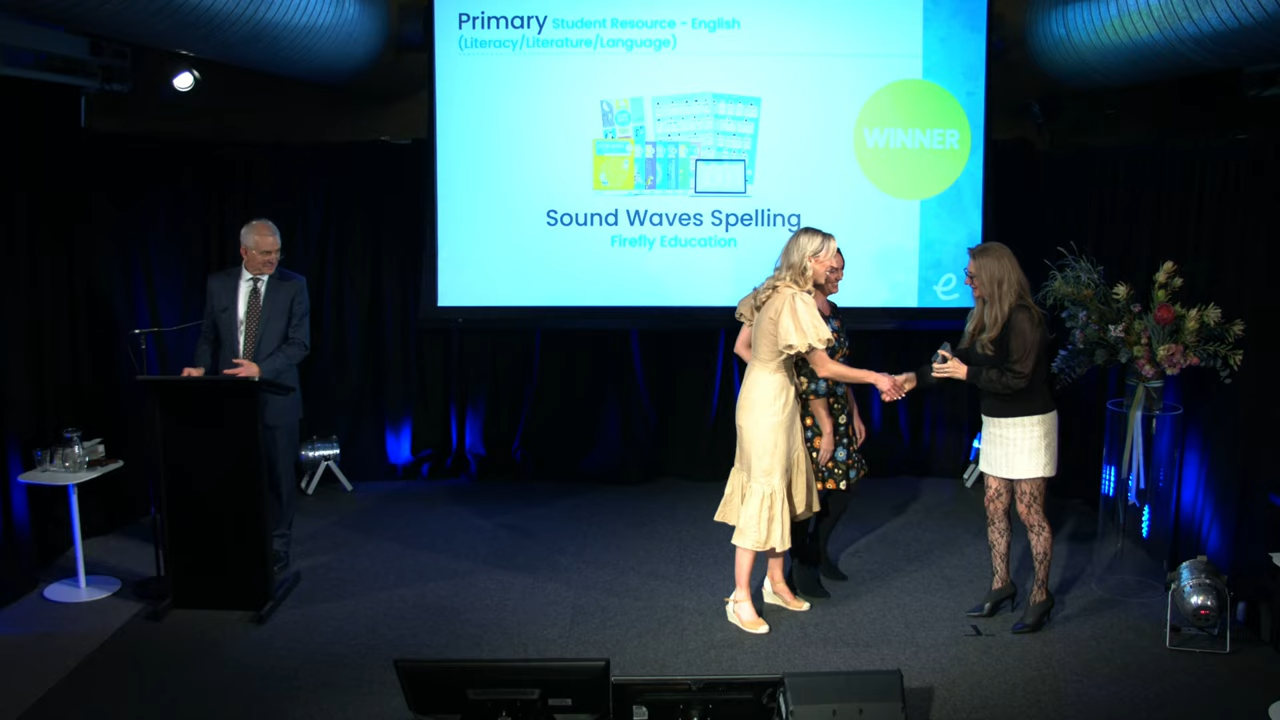 Primary Student Resource - English
(Literacy/Literature/Language)
WINNER
Sound Waves Spelling
Firefly Education
e